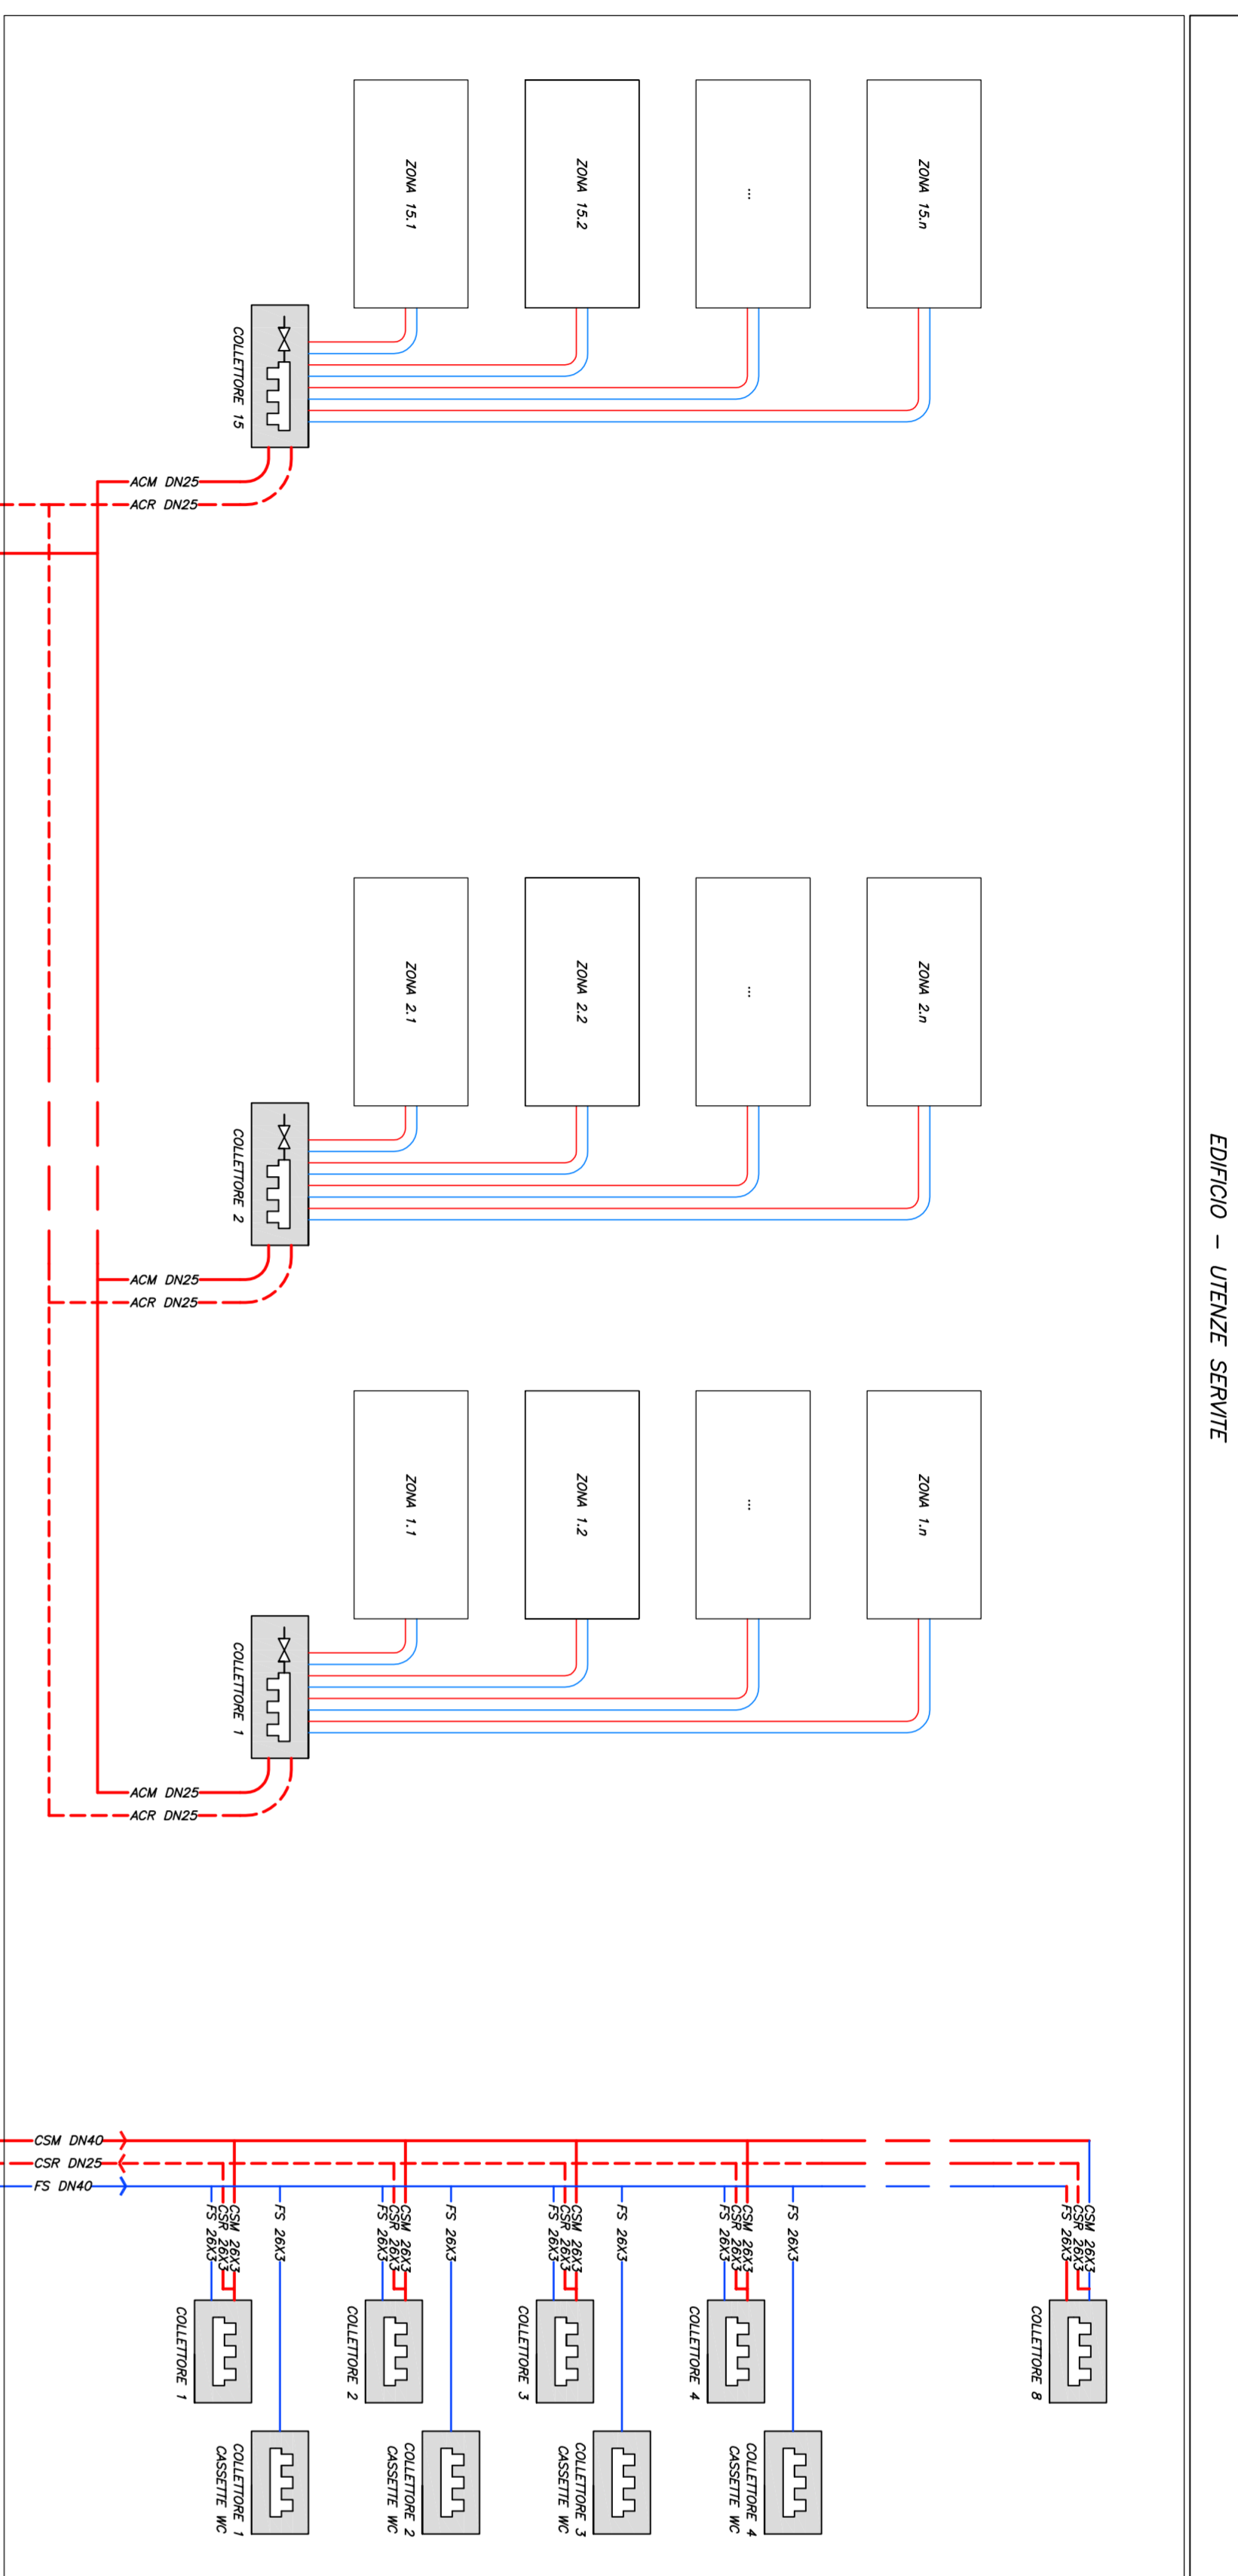 EDIFICIO - UTENZE SERVITE
ZONA 15.n
...
ZONA 15.2
ZONA 15.1
COLLETTORE 15
ACM DN25
ACR DN25
ZONA 2.n
...
ZONA 2.2
ZONA 2.1
COLLETTORE 2
ACM DN25
ACR DN25
ZONA 1.n
...
ZONA 1.2
ZONA 1.1
COLLETTORE 1
ACM DN25
ACR DN25
CSM DN40
CSR DN25
FS DN40
CSM 26X3
CSR 26X3
FS 26X3
COLLETTORE 8
FS 26X3
CSM 26X3
CSR 26X3
FS 26X3
COLLETTORE 4
COLLETTORE 4
CASSETTE WC
FS 26X3
CSM 26X3
CSR 26X3
FS 26X3
COLLETTORE 3
COLLETTORE 3
CASSETTE WC
FS 26X3
CSM 26X3
CSR 26X3
FS 26X3
COLLETTORE 2
COLLETTORE 2
CASSETTE WC
FS 26X3
CSM 26X3
CSR 26X3
FS 26X3
COLLETTORE 1
COLLETTORE 1
CASSETTE WC